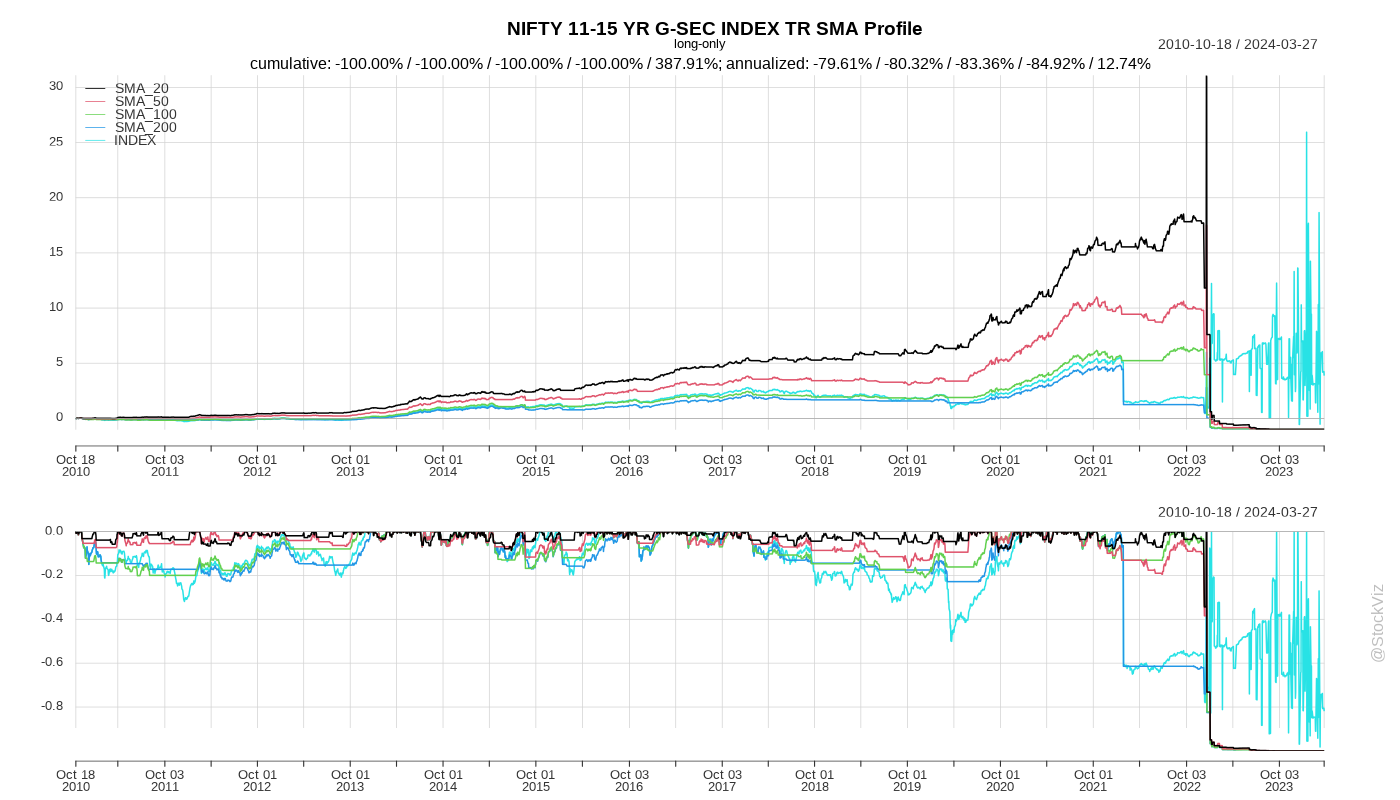 NIFTY 11-15 YR G-SEC INDEX TR SMA Profile
long-only
2010-10-18 / 2024-03-27
cumulative: -100.00% / -100.00% / -100.00% / -100.00% / 387.91%; annualized: -79.61% / -80.32% / -83.36% / -84.92% / 12.74%
SMA_20
SMA_50
SMA_100
SMA_200
INDEX
30
25
20
15
10
5
0
Oct 18 Oct 03 Oct 01 Oct 01 Oct 01 Oct 01 Oct 03 Oct 03 Oct 01 Oct 01 Oct 01 Oct 01 Oct 03 Oct 03
2010 2011 2012 2013 2014 2015 2016 2017 2018 2019 2020 2021 2022 2023
2010-10-18 / 2024-03-27
0.0
-0.2
-0.4
-0.6
-0.8
Oct 18 Oct 03 Oct 01 Oct 01 Oct 01 Oct 01 Oct 03 Oct 03 Oct 01 Oct 01 Oct 01 Oct 01 Oct 03 Oct 03
2010 2011 2012 2013 2014 2015 2016 2017 2018 2019 2020 2021 2022 2023
@StockViz